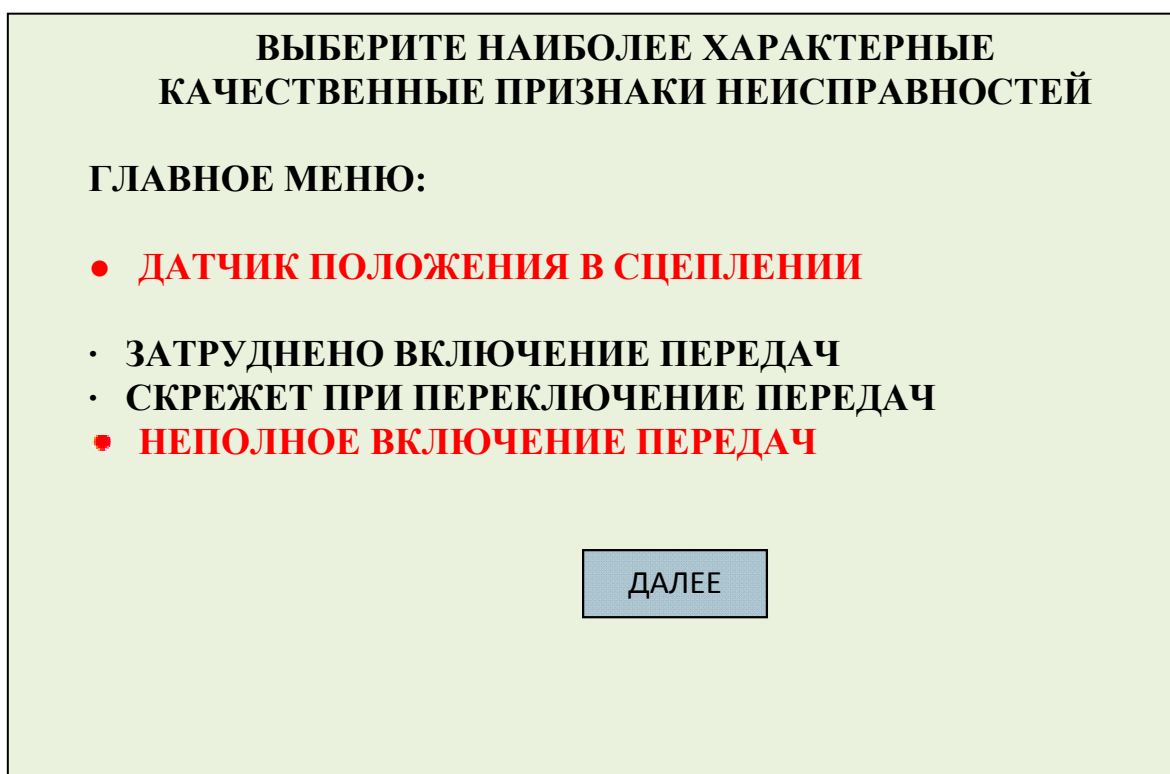 ВЫБЕРИТЕ НАИБОЛЕЕ ХАРАКТЕРНЫЕ
КАЧЕСТВЕННЫЕ ПРИЗНАКИ НЕИСПРАВНОСТЕЙ
ГЛАВНОЕ МЕНЮ:
● ДАТЧИК ПОЛОЖЕНИЯ В СЦЕПЛЕНИИ
· ЗАТРУДНЕНО ВКЛЮЧЕНИЕ ПЕРЕДАЧ
· СКРЕЖЕТ ПРИ ПЕРЕКЛЮЧЕНИЕ ПЕРЕДАЧ
● НЕПОЛНОЕ ВКЛЮЧЕНИЕ ПЕРЕДАЧ
ДАЛЕЕ